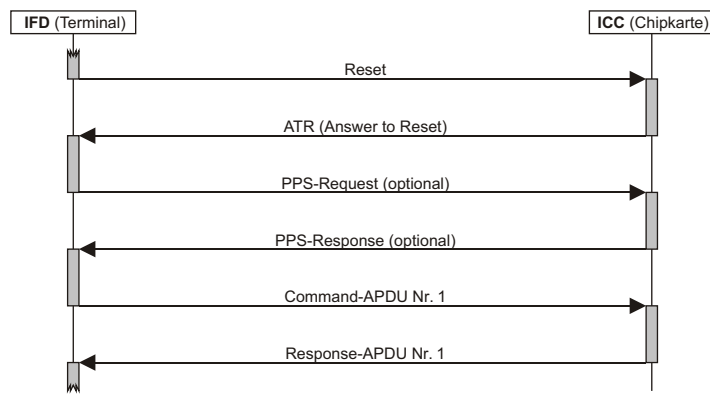 IFD (Terminal)
ICC (Chipkarte)
Reset
ATR (Answer to Reset)
PPS-Request (optional)
PPS-Response (optional)
Command-APDU Nr. 1
Response-APDU Nr. 1